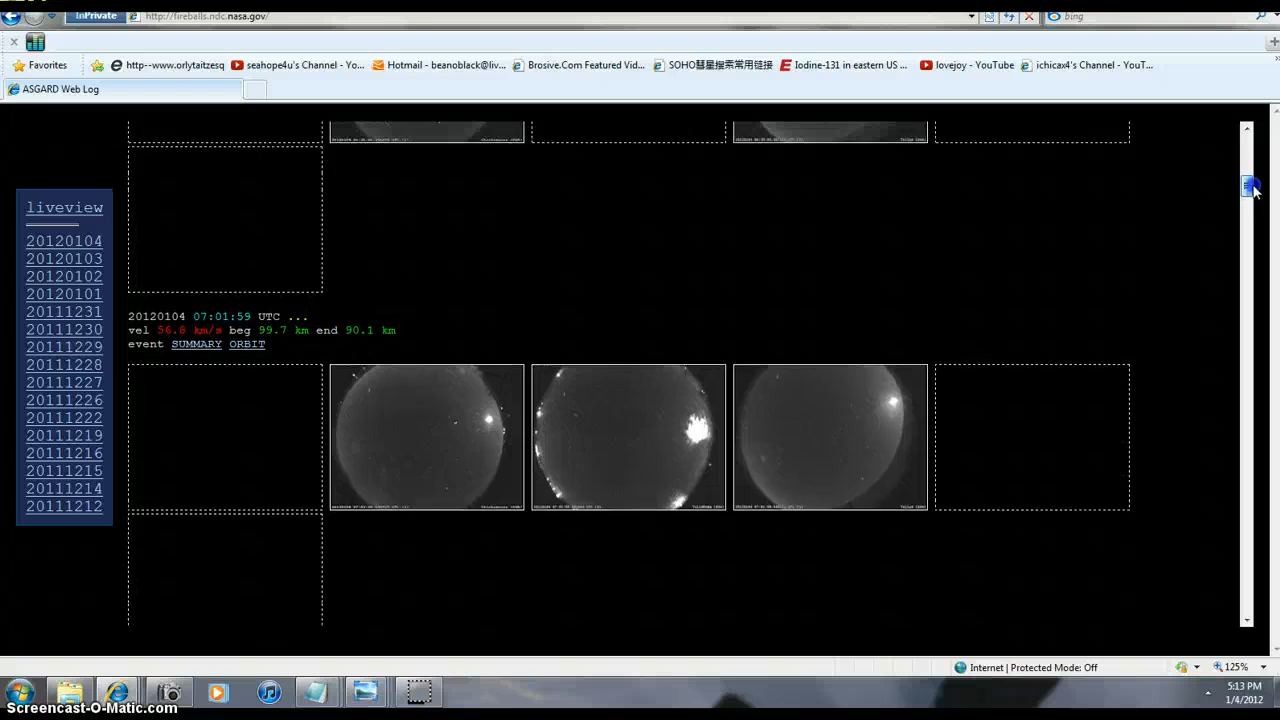 InPrivate
http://fireballs.ndc.nasa.gov/
bing
Favorites
http--www.orlytaitzesq
seahope4u's Channel - Yo...
Hotmail - beanoblack@liv...
Brosive.Com Featured Vid...
SOHO彗星搜索常用链接
Iodine-131 in eastern US ...
lovejoy - YouTube
ichicax4's Channel - YouT...
ASGARD Web Log
liveview
20120104
20120103
20120102
20120101
20111231
20111230
20111229
20111228
20111227
20111226
20111222
20111219
20111216
20111215
20111214
20111212
20120104 07:01:59 UTC ...
vel 56.8 km/s beg 99.7 km end 90.1 km
event SUMMARY ORBIT
Internet | Protected Mode: Off
125%
5:13 PM
1/4/2012
Screencast-O-Matic.com